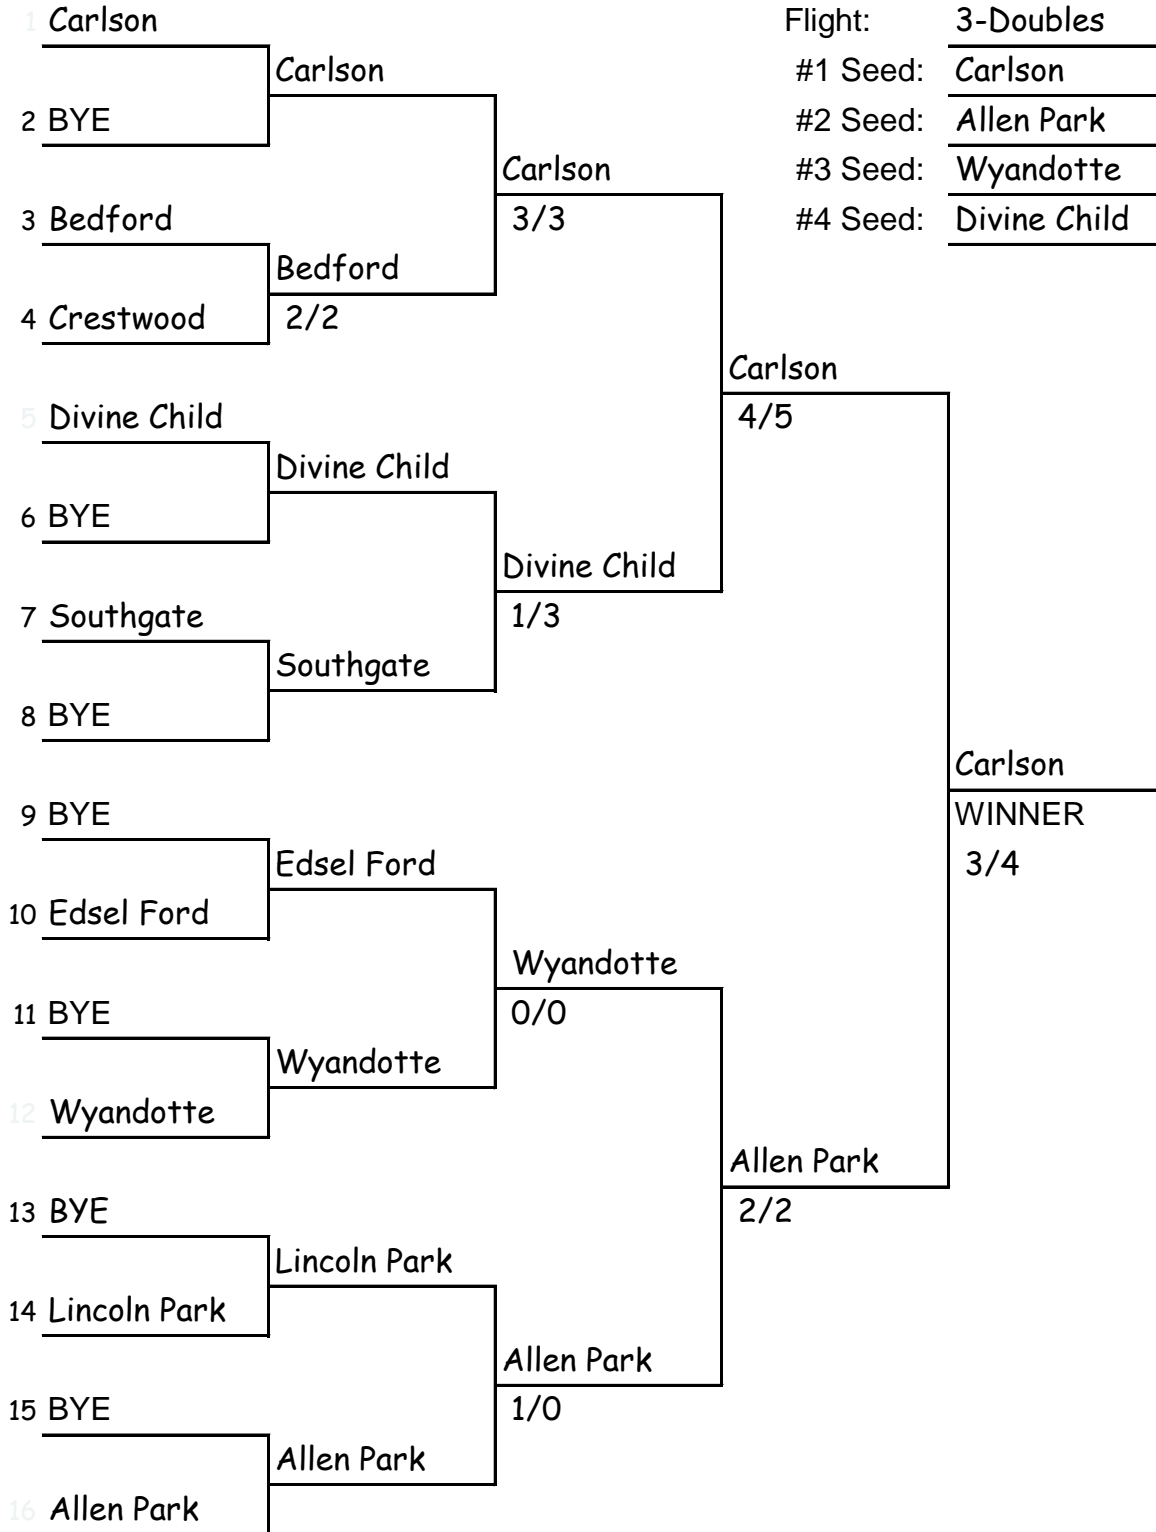 1 Carlson
Flight: 3-Doubles
Carlson
#1 Seed: Carlson
2 BYE
#2 Seed: Allen Park
Carlson
#3 Seed: Wyandotte
3 Bedford
3/3
#4 Seed: Divine Child
Bedford
4 Crestwood
2/2
Carlson
5 Divine Child
4/5
Divine Child
6 BYE
Divine Child
7 Southgate
1/3
Southgate
8 BYE
Carlson
9 BYE
WINNER
Edsel Ford
3/4
10 Edsel Ford
Wyandotte
11 BYE
0/0
Wyandotte
12 Wyandotte
Allen Park
13 BYE
2/2
Lincoln Park
14 Lincoln Park
Allen Park
15 BYE
1/0
Allen Park
16 Allen Park